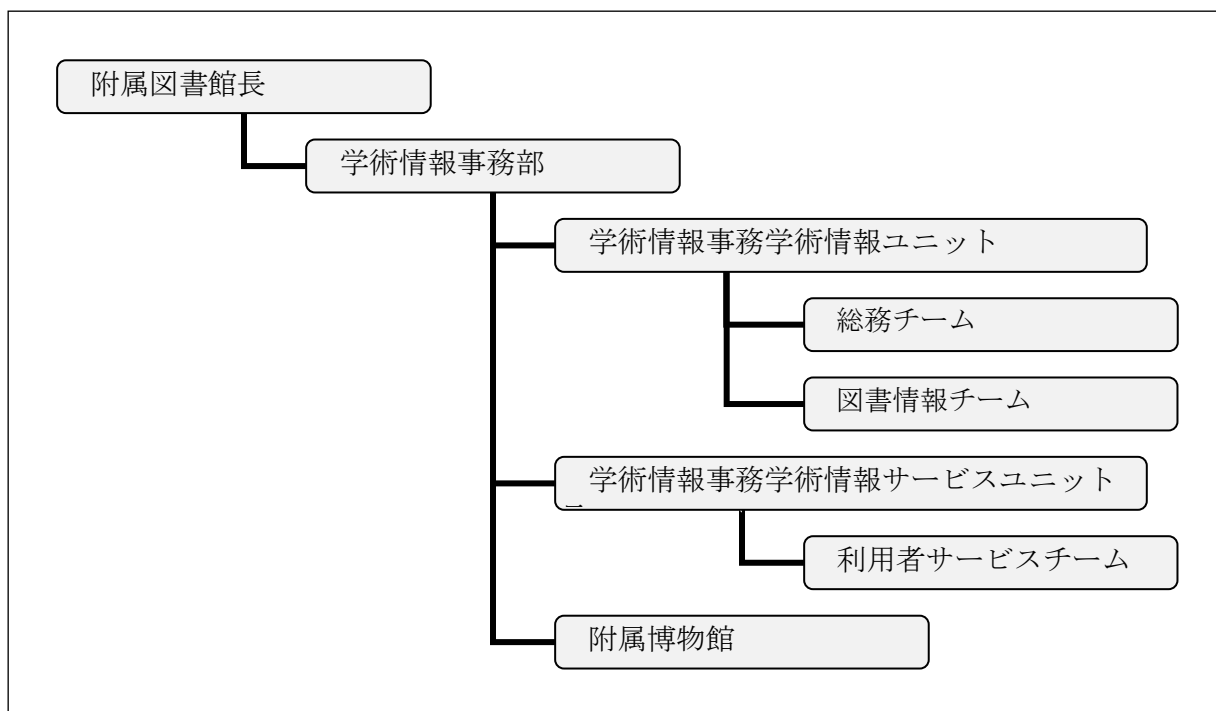 附属図書館長
学術情報事務部
学術情報事務学術情報ユニット
総務チーム
図書情報チーム
学術情報事務学術情報サービスユニット
利用者サービスチーム
附属博物館